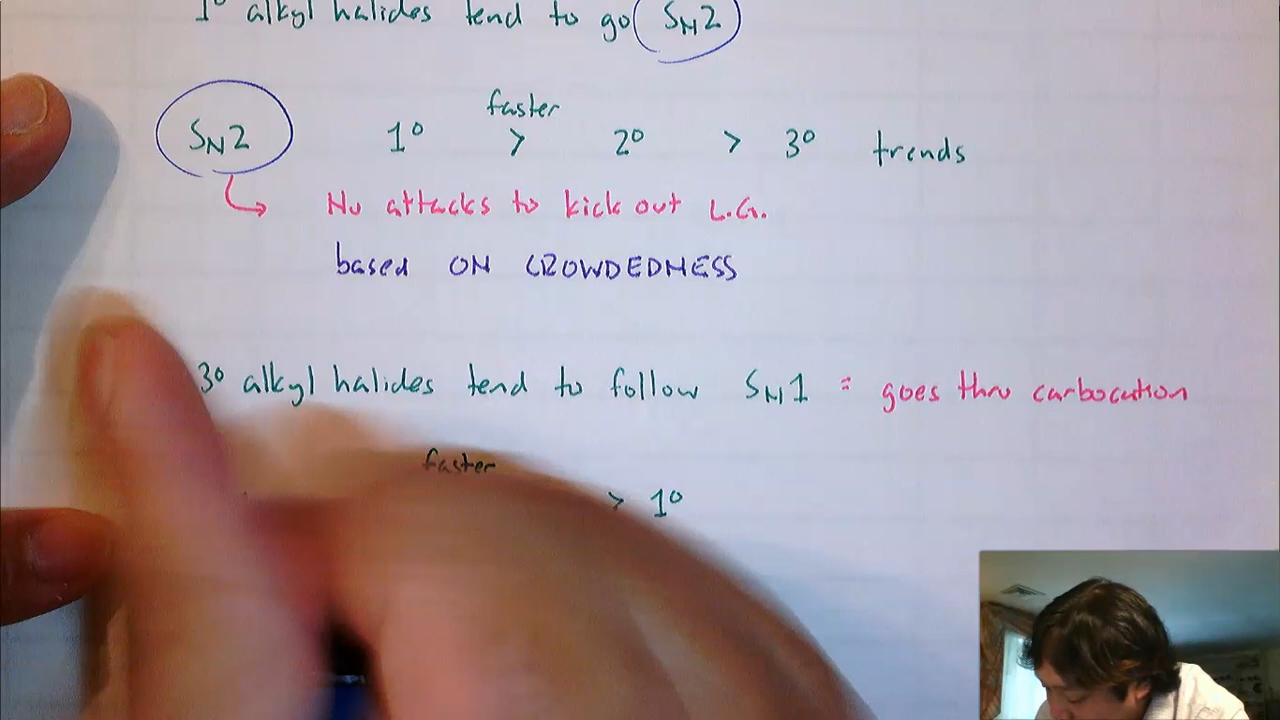 1° alkyl halides tend to go SN2
faster
SN2 1° > 2° > 3° trends
Nu attacks to kick out L.G.
based ON CROWDEDNESS
3° alkyl halides tend to follow SN1 = goes thru carbocation
faster
> 1°